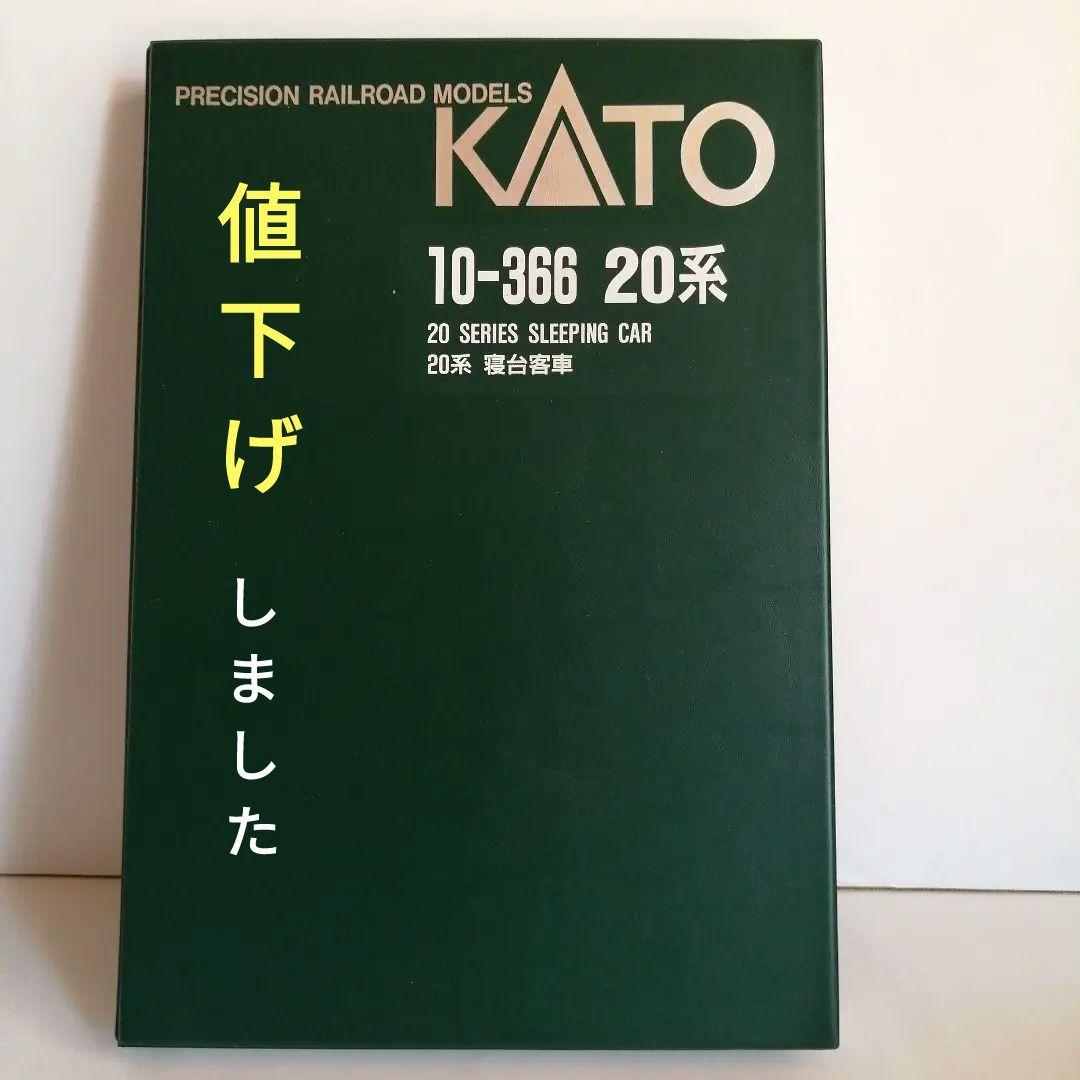 PRECISION RAILROAD MODELS
KATO
10-366 20系
20 SERIES SLEEPING CAR
20系 寝台客車
値下げしました